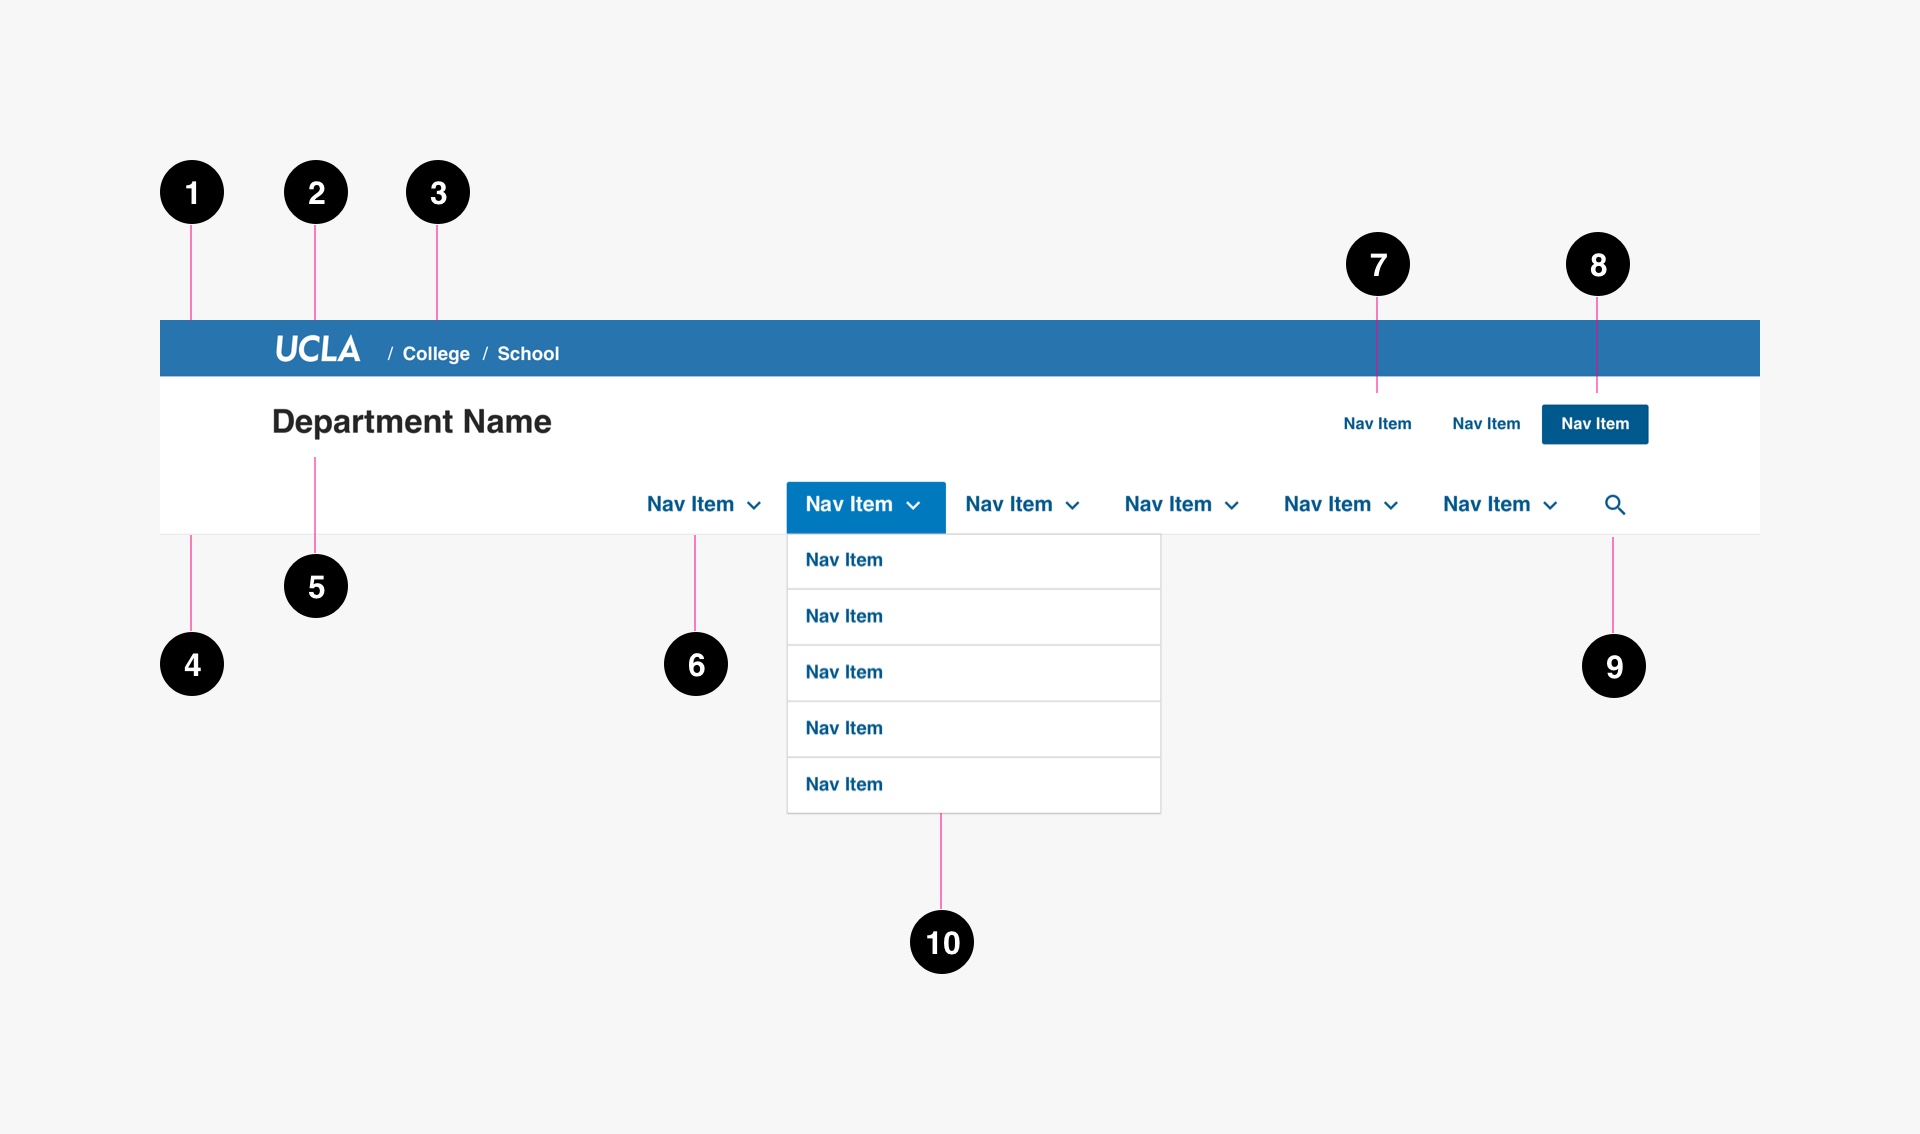 1 2 3
7 8
UCLA / College / School
Department Name
Nav Item Nav Item Nav Item
Nav Item Nav Item Nav Item Nav Item Nav Item Nav Item
Nav Item
5
Nav Item
4 6 9
Nav Item
Nav Item
Nav Item
10